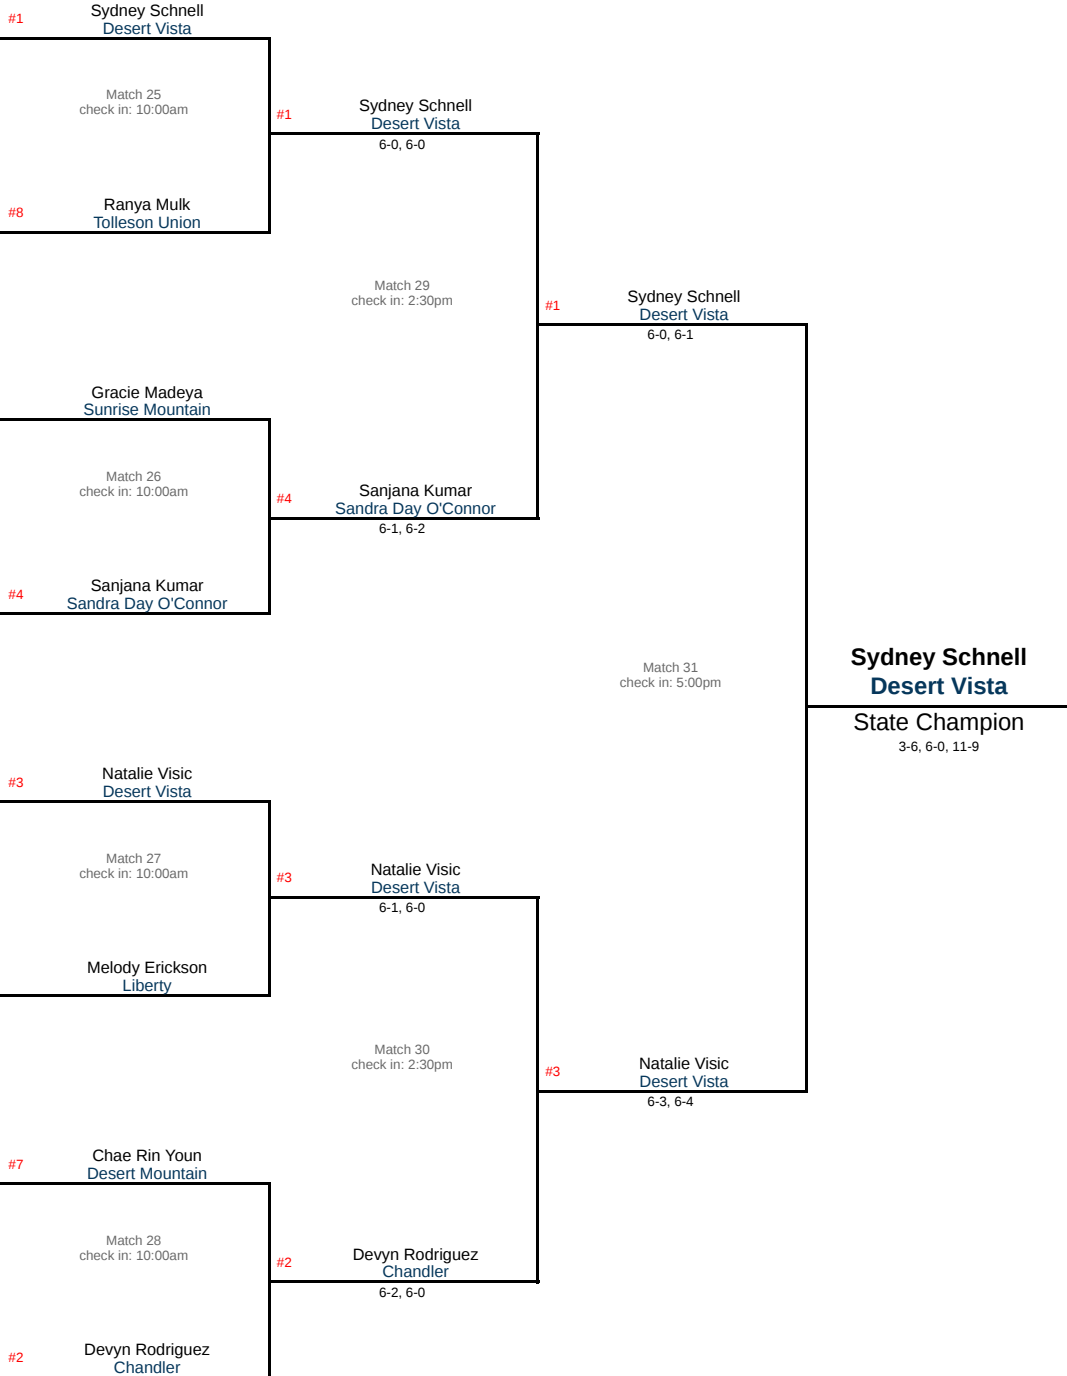 #1
Sydney Schnell
Desert Vista
Match 25
check in: 10:00am
#1
Sydney Schnell
Desert Vista
6-0, 6-0
#8
Ranya Mulk
Tolleson Union
Match 29
check in: 2:30pm
#1
Sydney Schnell
Desert Vista
6-0, 6-1
Gracie Madeya
Sunrise Mountain
Match 26
check in: 10:00am
#4
Sanjana Kumar
Sandra Day O'Connor
6-1, 6-2
#4
Sanjana Kumar
Sandra Day O'Connor
Match 31
check in: 5:00pm
Sydney Schnell
Desert Vista
State Champion
3-6, 6-0, 11-9
#3
Natalie Visic
Desert Vista
Match 27
check in: 10:00am
#3
Natalie Visic
Desert Vista
6-1, 6-0
Melody Erickson
Liberty
Match 30
check in: 2:30pm
#3
Natalie Visic
Desert Vista
6-3, 6-4
#7
Chae Rin Youn
Desert Mountain
Match 28
check in: 10:00am
#2
Devyn Rodriguez
Chandler
6-2, 6-0
#2
Devyn Rodriguez
Chandler